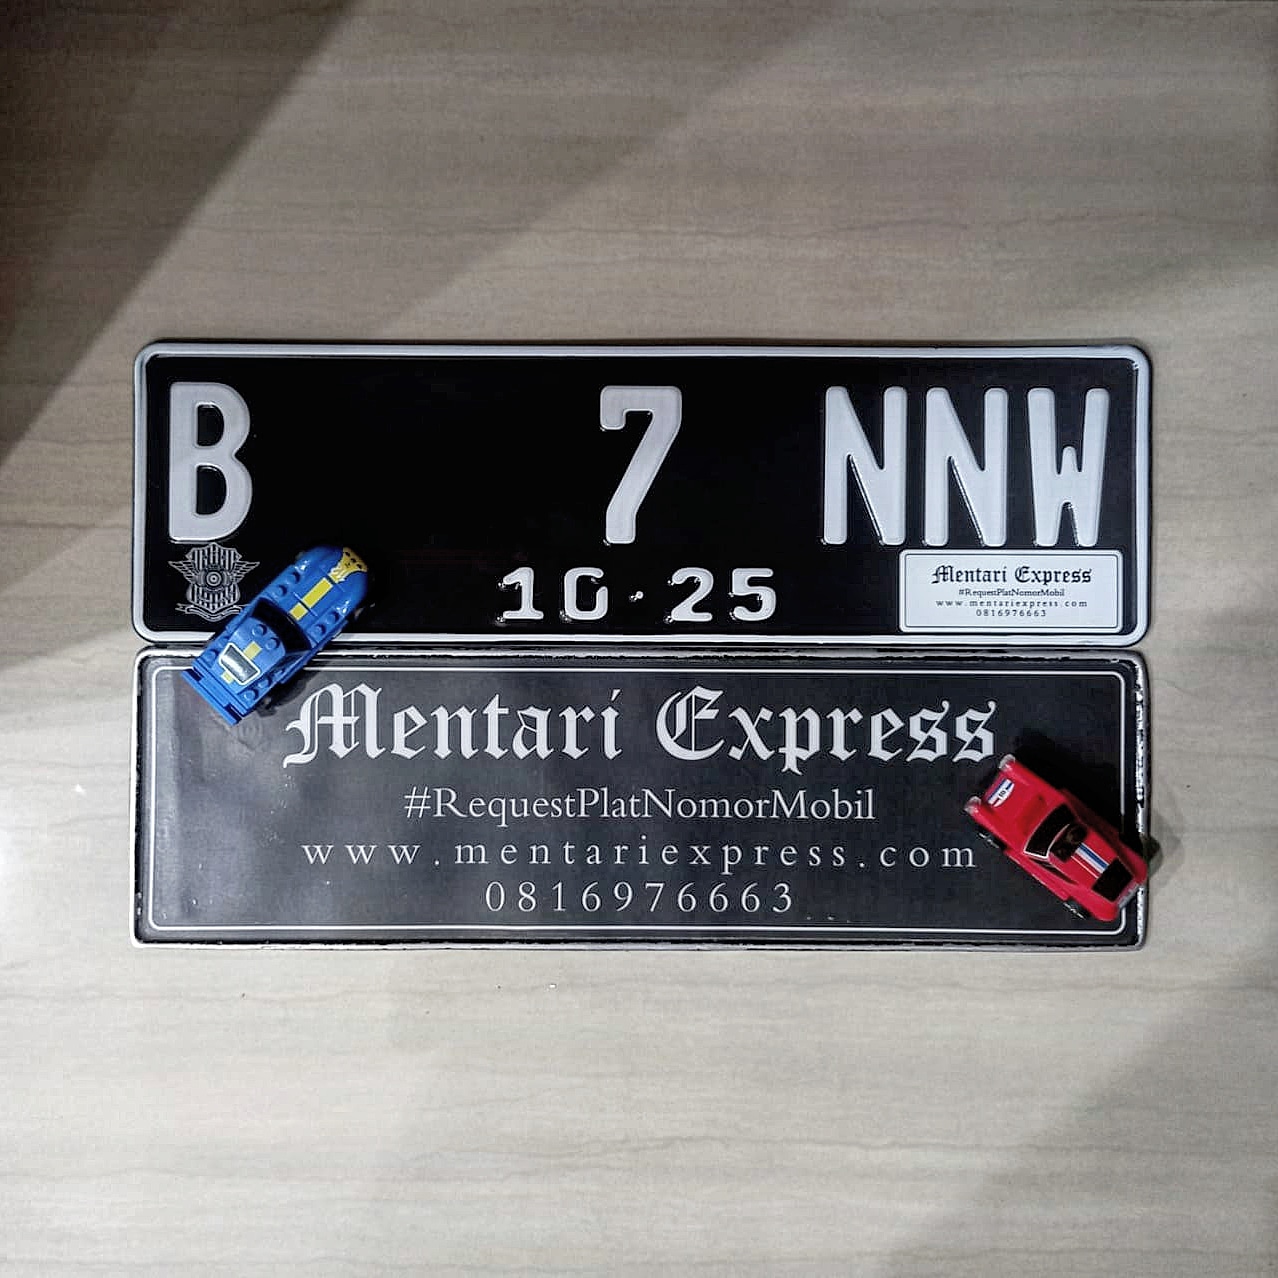 B 7 NNW
10·25
Mentari Express
#RequestPlatNomorMobil
www.mentariexpress.com
0816976663
Mentari Express
#RequestPlatNomorMobil
www.mentariexpress.com
0816976663